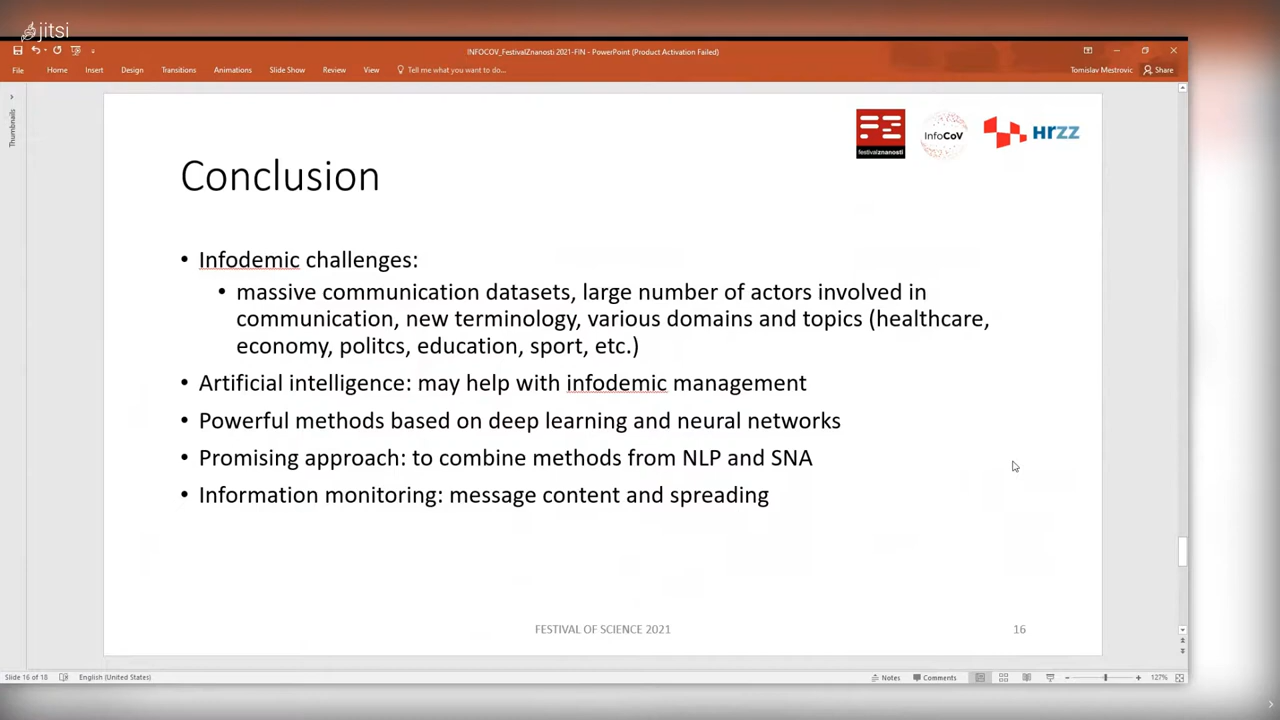 jitsi
INFOCOV_FestivalZnanosti 2021-FIN - PowerPoint (Product Activation Failed)
File Home Insert Design Transitions Animations Slide Show Review View Tell me what you want to do... Tomislav Mestrovic Share
Thumbnails
festivalznanosti InfoCoV HRZZ
Conclusion
• Infodemic challenges:
• massive communication datasets, large number of actors involved in
communication, new terminology, various domains and topics (healthcare,
economy, politcs, education, sport, etc.)
• Artificial intelligence: may help with infodemic management
• Powerful methods based on deep learning and neural networks
• Promising approach: to combine methods from NLP and SNA
• Information monitoring: message content and spreading
FESTIVAL OF SCIENCE 2021 16
Slide 16 of 18 English (United States) Notes Comments 127%